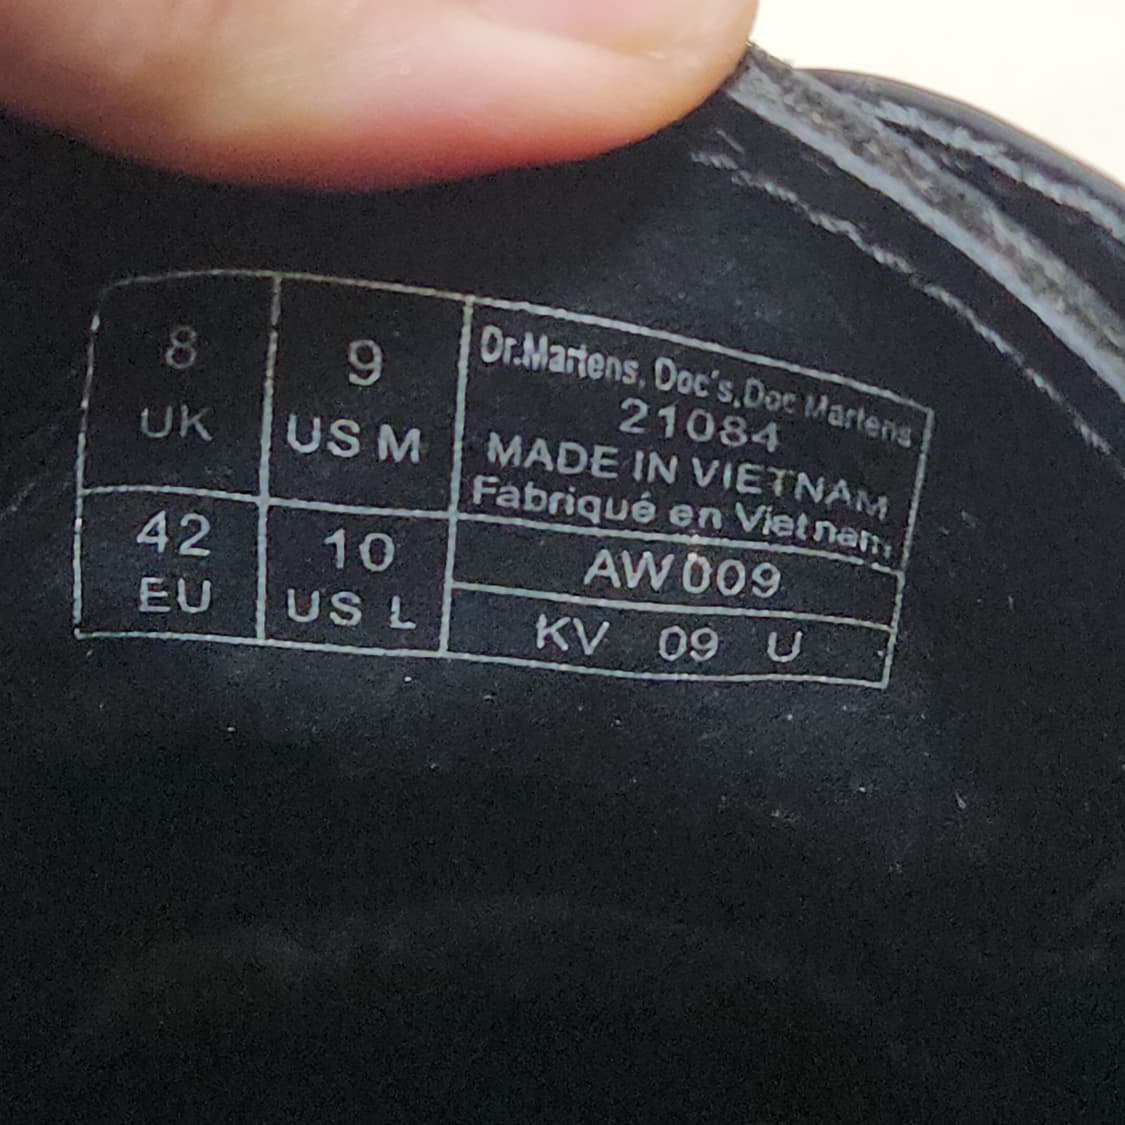 8
UK
9
US M
42
EU
10
US L
Dr.Martens, Doc's,Doc Martens
21084
MADE IN VIETNAM
Fabriqué en Vietnam
AW009
KV 09 U